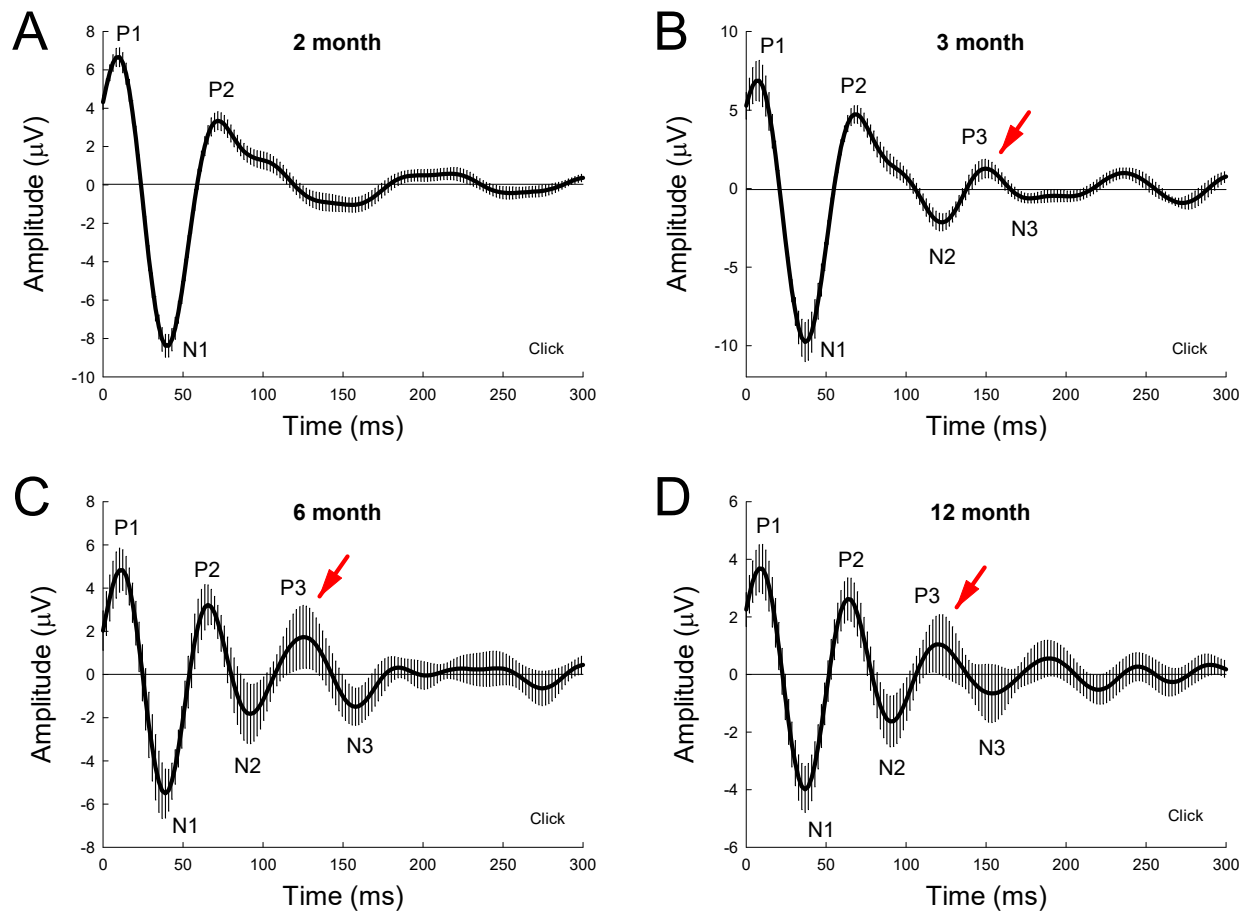 A
2 month
P1
P2
N1
Click
Amplitude (μV)
8
6
4
2
0
-2
-4
-6
-8
-10
0 50 100 150 200 250 300
Time (ms)
B
3 month
P1
P2
P3
N2
N3
N1
Click
Amplitude (μV)
10
5
0
-5
-10
0 50 100 150 200 250 300
Time (ms)
C
6 month
P1
P2
P3
N2
N3
N1
Click
Amplitude (μV)
8
6
4
2
0
-2
-4
-6
-8
0 50 100 150 200 250 300
Time (ms)
D
12 month
P1
P2
P3
N2
N3
N1
Click
Amplitude (μV)
6
4
2
0
-2
-4
-6
0 50 100 150 200 250 300
Time (ms)